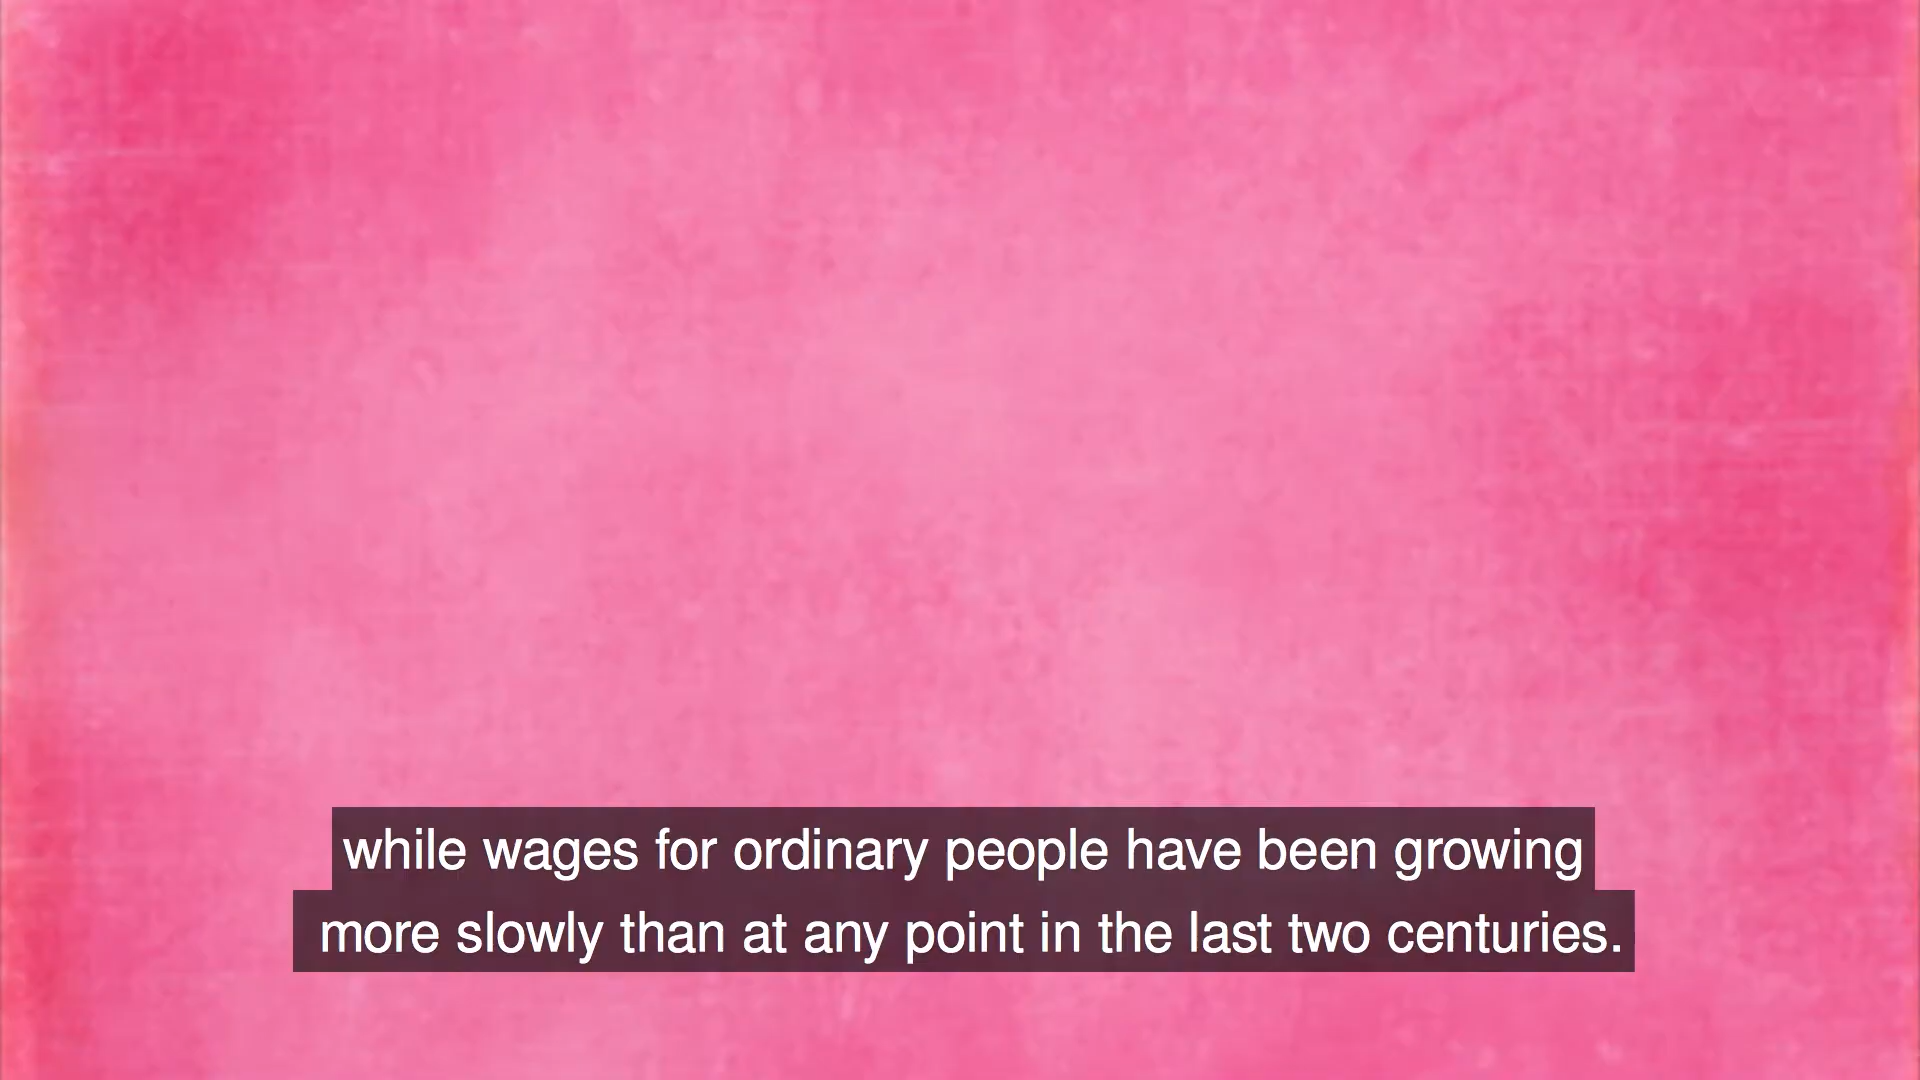 while wages for ordinary people have been growing
more slowly than at any point in the last two centuries.